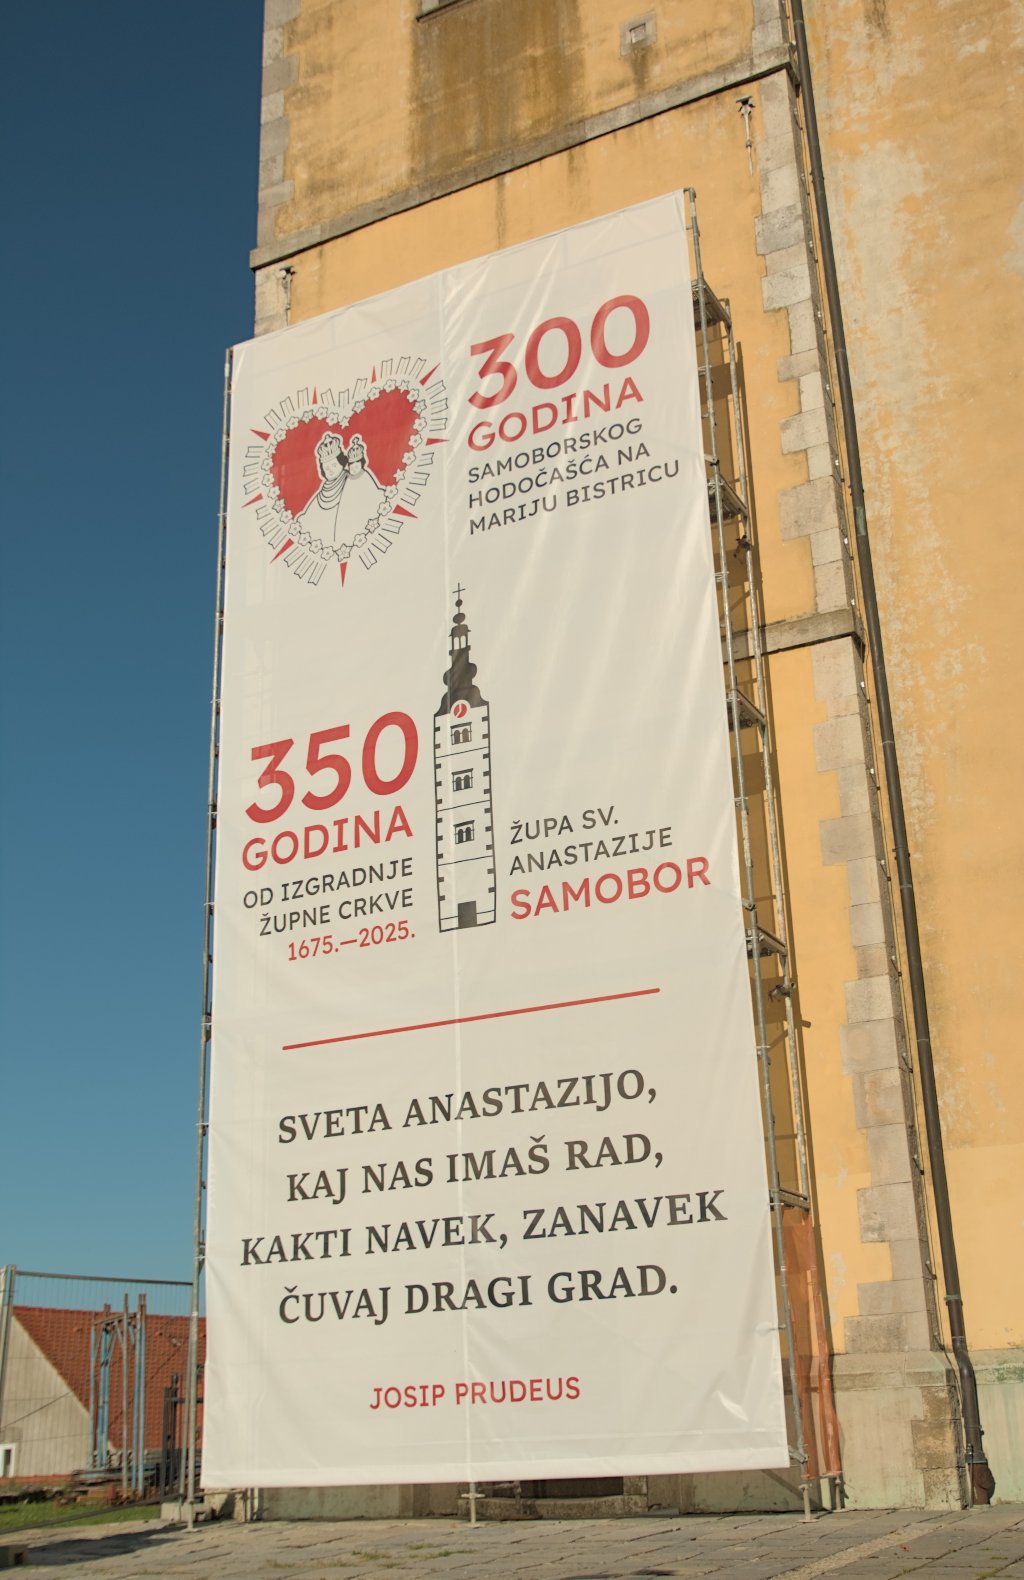 300
GODINA
SAMOBORSKOG
HODOČAŠĆA NA
MARIJU BISTRICU
350
GODINA
OD IZGRADNJE
ŽUPNE CRKVE
1675.—2025.
ŽUPA SV.
ANASTAZIJE
SAMOBOR
SVETA ANASTAZIJO,
KAJ NAS IMAŠ RAD,
KAKTI NAVEK, ZANAVEK
ČUVAJ DRAGI GRAD.
JOSIP PRUDEUS